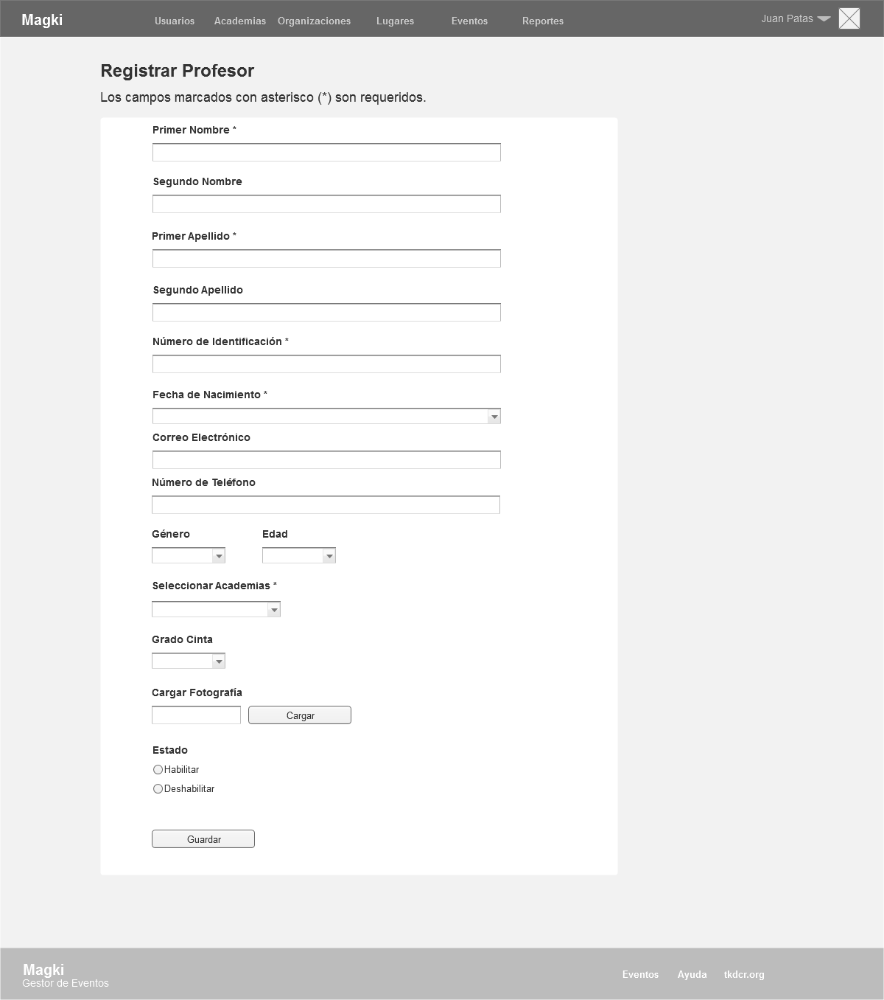 Magki Usuarios Academias Organizaciones Lugares Eventos Reportes Juan Patas
Registrar Profesor
Los campos marcados con asterisco (*) son requeridos.
Primer Nombre *
Segundo Nombre
Primer Apellido *
Segundo Apellido
Número de Identificación *
Fecha de Nacimiento *
Correo Electrónico
Número de Teléfono
Género Edad
Seleccionar Academias *
Grado Cinta
Cargar Fotografía
Cargar
Estado
Habilitar
Deshabilitar
Guardar
Magki
Gestor de Eventos
Eventos Ayuda tkdcr.org